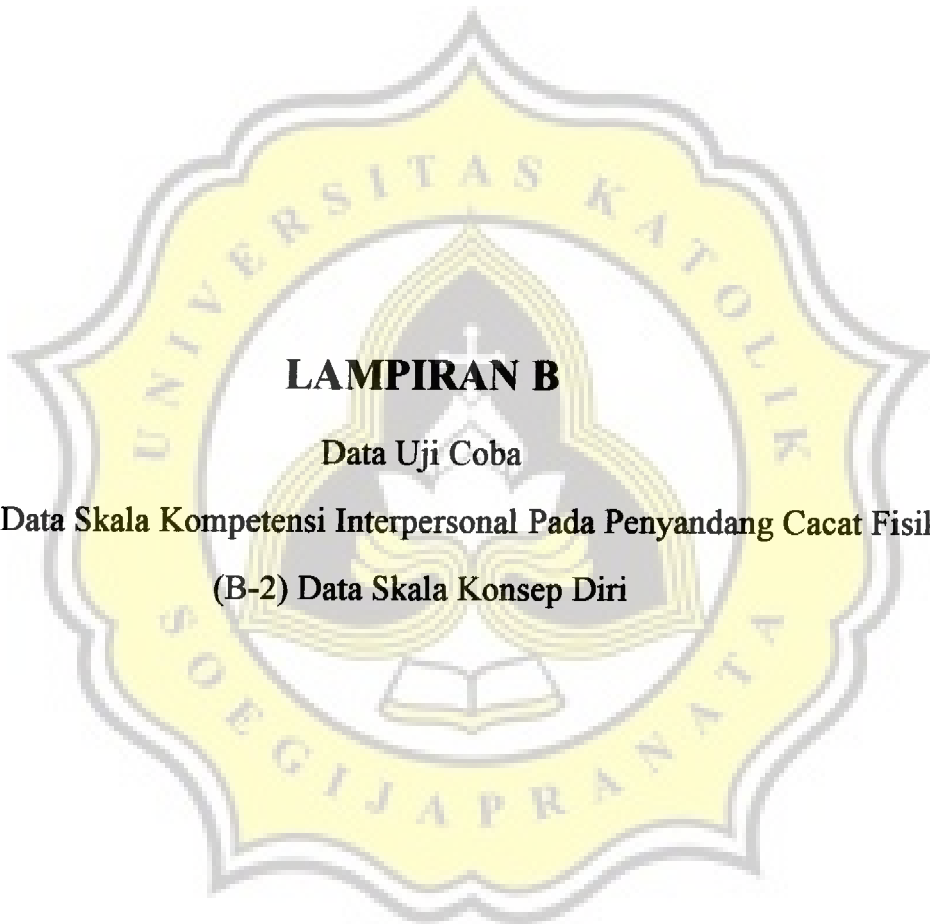 UNIVERSITAS KATOLIK
LAMPIRAN B
Data Uji Coba
Data Skala Kompetensi Interpersonal Pada Penyandang Cacat Fisik
(B-2) Data Skala Konsep Diri
SOEGIJAPRANATA